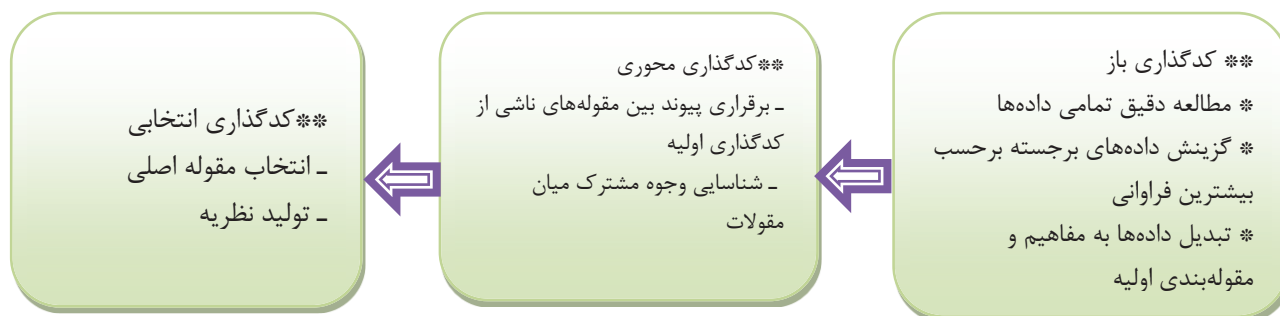 ** کدگذاری باز
* مطالعه دقیق تمامی داده‌ها
* گزینش داده‌های برجسته برحسب
بیشترین فراوانی
* تبدیل داده‌ها به مفاهیم و
مقوله‌بندی اولیه
**کدگذاری محوری
ـ برقراری پیوند بین مقوله‌های ناشی از
کدگذاری اولیه
ـ شناسایی وجوه مشترک میان
مقولات
**کدگذاری انتخابی
ـ انتخاب مقوله اصلی
ـ تولید نظریه